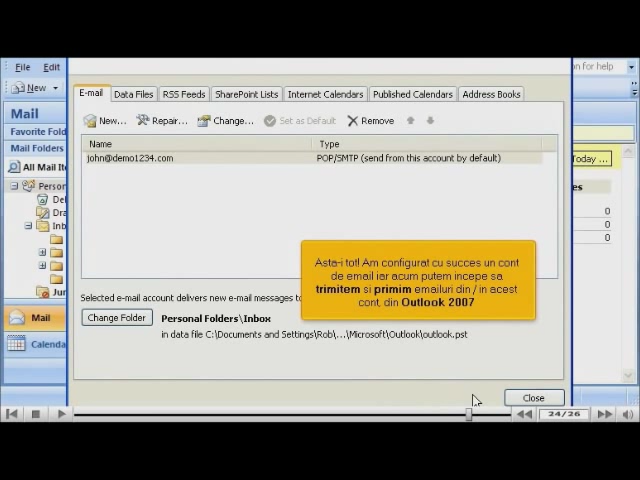 File Edit
on for help
New
E-mail Data Files RSS Feeds SharePoint Lists Internet Calendars Published Calendars Address Books
Mail
New... Repair... Change... Set as Default Remove
Favorite Fold
Mail Folders
Name Type
All Mail Ite
john@demo1234.com POP/SMTP (send from this account by default)
Today ...
Person
es
Del
0
Dra
0
Inb
0
Asta-i tot! Am configurat cu succes un cont
de email iar acum putem incepe sa
trimitem si primim emailuri din / in acest
cont, din Outlook 2007
Jun
Selected e-mail account delivers new e-mail messages to
Mail
Change Folder Personal Folders\Inbox
in data file C:\Documents and Settings\Rob\...\Microsoft\Outlook\outlook.pst
Calenda
Close
24/26